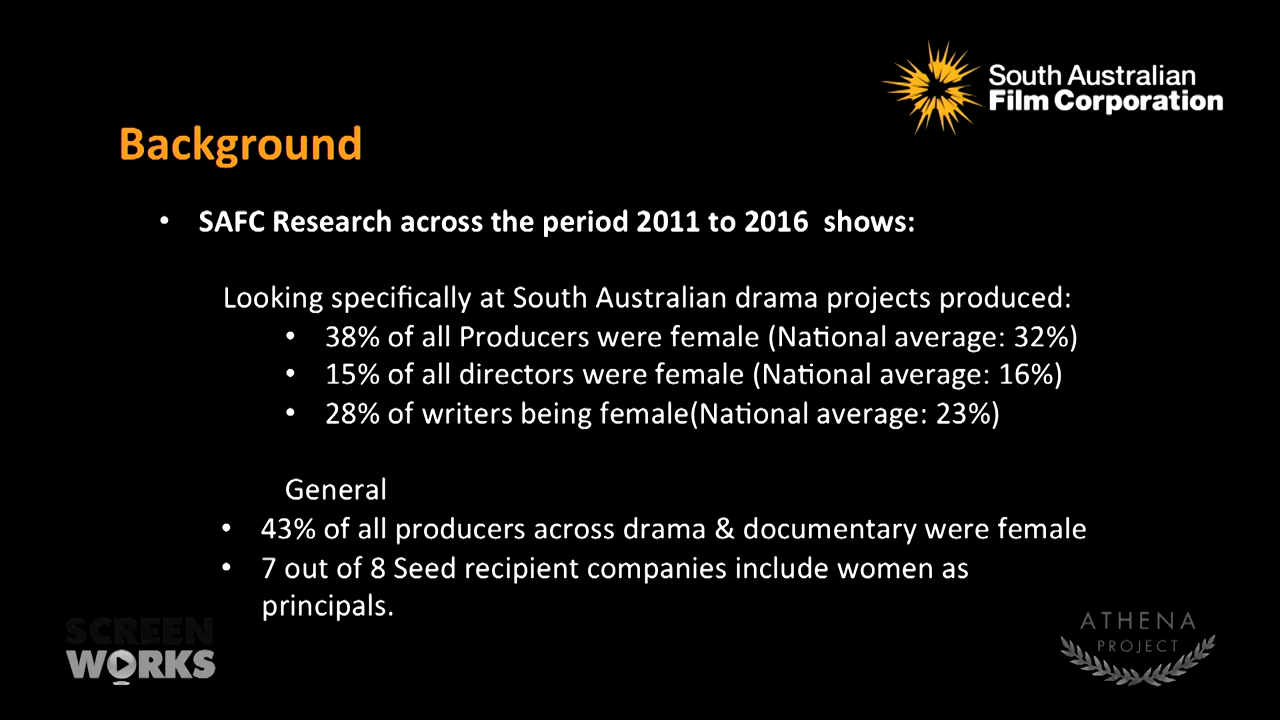 South Australian
Film Corporation
Background
• SAFC Research across the period 2011 to 2016  shows:
Looking specifically at South Australian drama projects produced:
• 38% of all Producers were female (National average: 32%)
• 15% of all directors were female (National average: 16%)
• 28% of writers being female(National average: 23%)
General
• 43% of all producers across drama & documentary were female
• 7 out of 8 Seed recipient companies include women as
principals.
SCREEN
WORKS
ATHENA
PROJECT